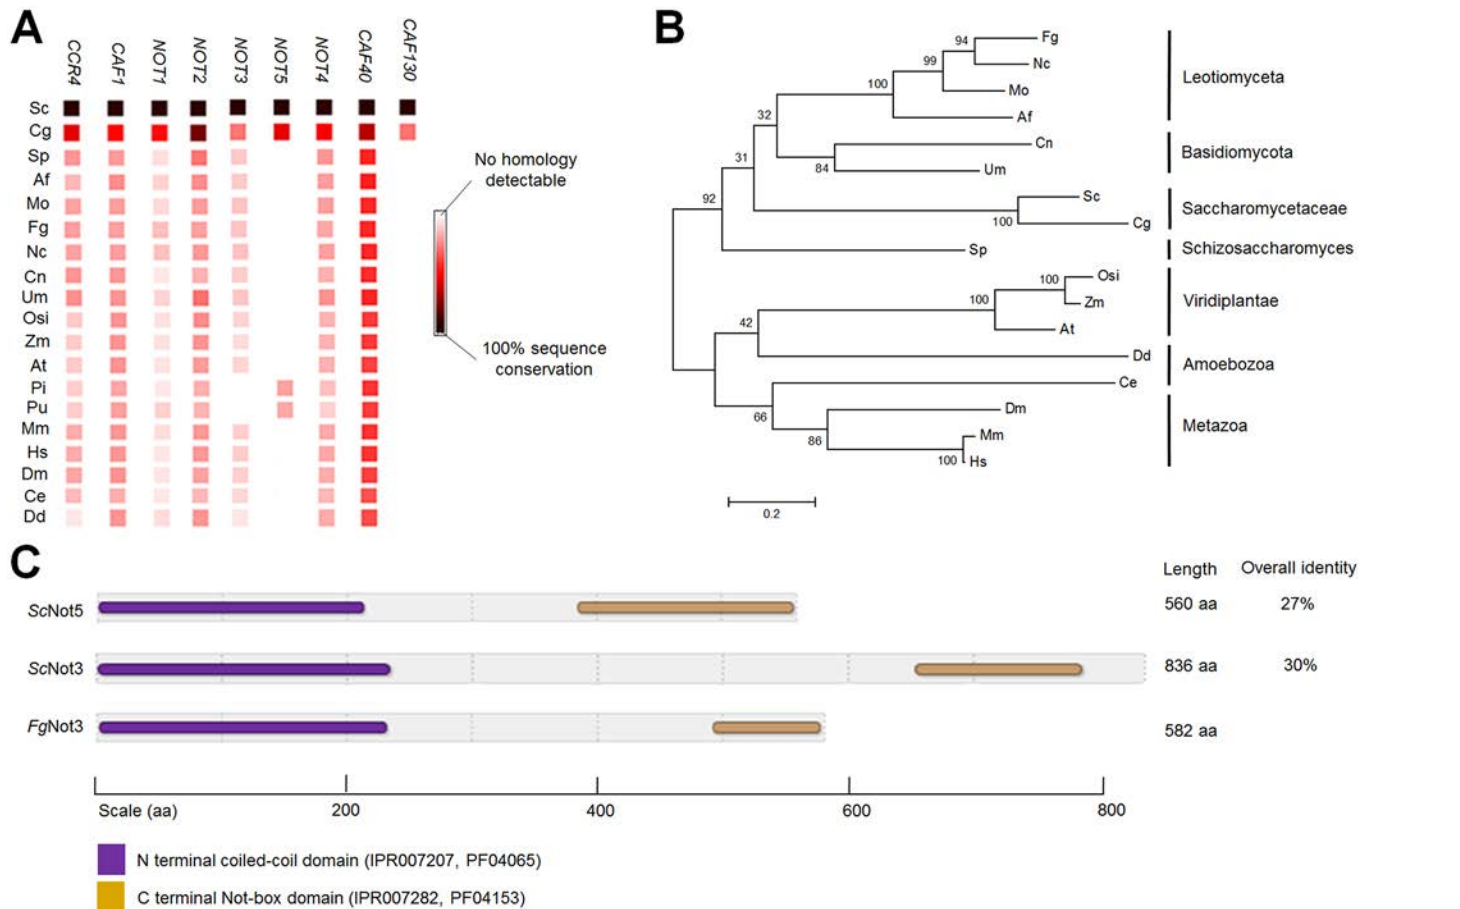 A
CCR4
CAF1
NOT1
NOT2
NOT3
NOT5
NOT4
CAF40
CAF130
Sc
Cg
Sp
Af
Mo
Fg
Nc
Cn
Um
Osi
Zm
At
Pi
Pu
Mm
Hs
Dm
Ce
Dd
No homology
detectable
100% sequence
conservation
B
94
99
100
32
84
31
100
92
100
100
42
66
86
100
Fg
Nc
Mo
Af
Cn
Um
Sc
Cg
Sp
Osi
Zm
At
Dd
Ce
Dm
Mm
Hs
Leotiomyceta
Basidiomycota
Saccharomycetaceae
Schizosaccharomyces
Viridiplantae
Amoebozoa
Metazoa
0.2
C
Length Overall identity
ScNot5 560 aa 27%
ScNot3 836 aa 30%
FgNot3 582 aa
Scale (aa) 200 400 600 800
N terminal coiled-coil domain (IPR007207, PF04065)
C terminal Not-box domain (IPR007282, PF04153)